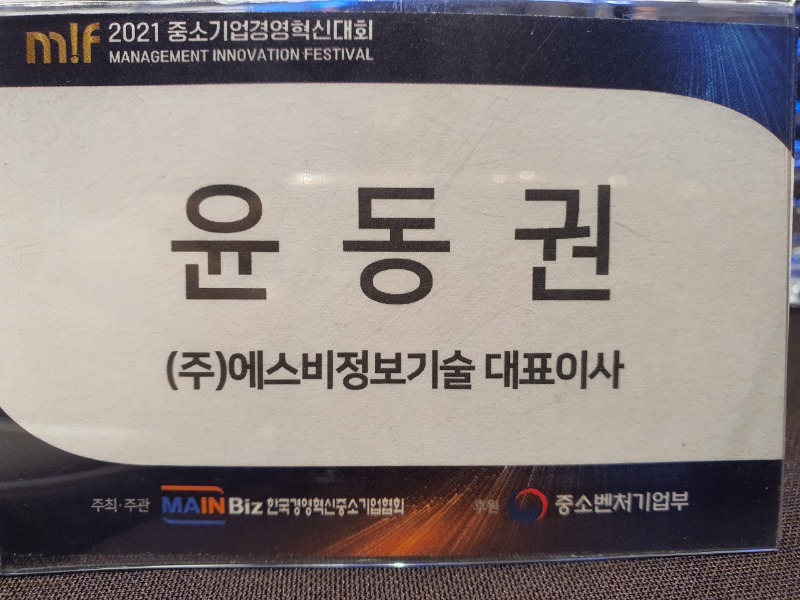 m!f 2021 중소기업경영혁신대회
MANAGEMENT INNOVATION FESTIVAL
윤동권
(주)에스비정보기술 대표이사
주최·주관 MAINBiz 한국경영혁신중소기업협회 후원 중소벤처기업부